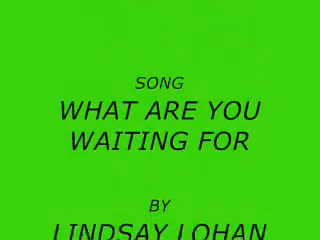 SONG
WHAT ARE YOU
WAITING FOR
BY
LINDSAY LOHAN